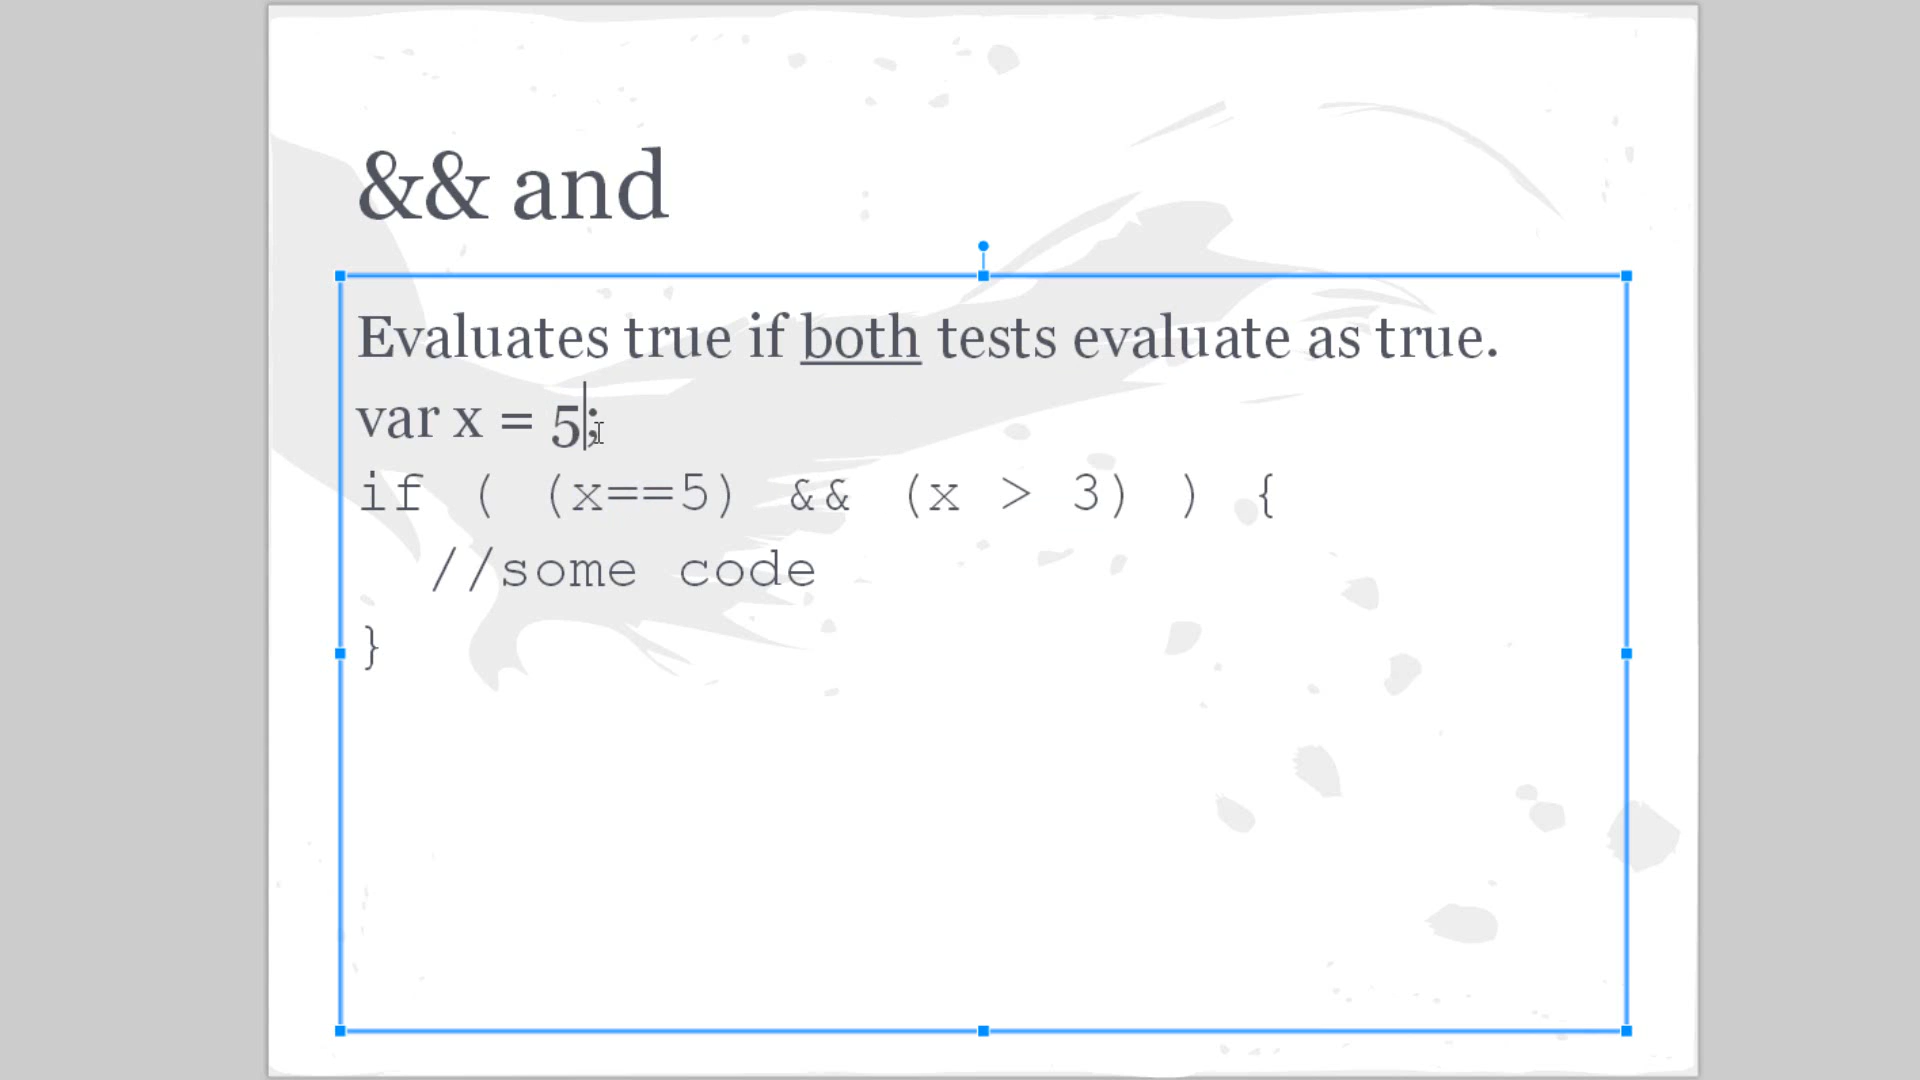 && and
Evaluates true if both tests evaluate as true.
var x = 5;
if ( (x==5) && (x > 3) ) {
  //some code
}